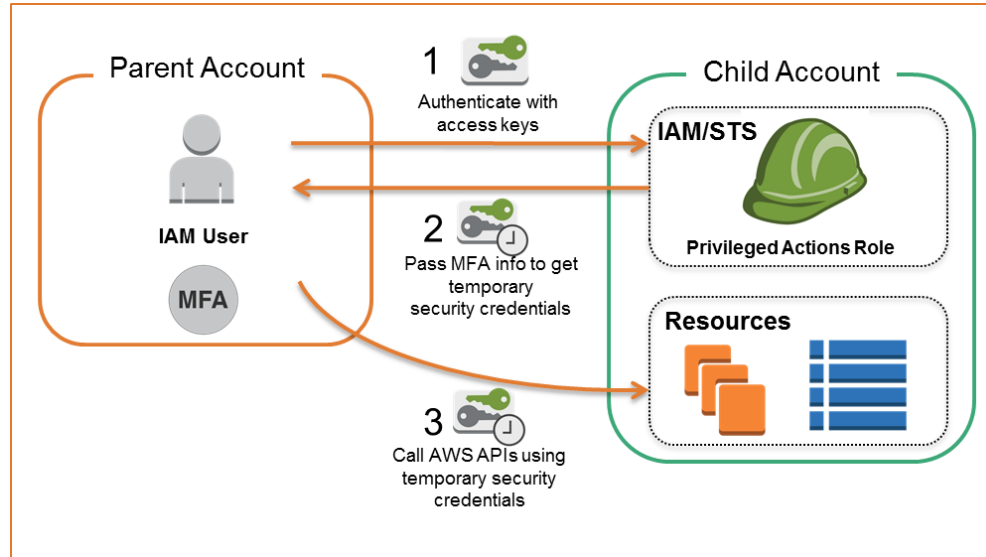 Parent Account
IAM User
MFA
1
Authenticate with
access keys
2
Pass MFA info to get
temporary
security credentials
3
Call AWS APIs using
temporary security
credentials
Child Account
IAM/STS
Privileged Actions Role
Resources